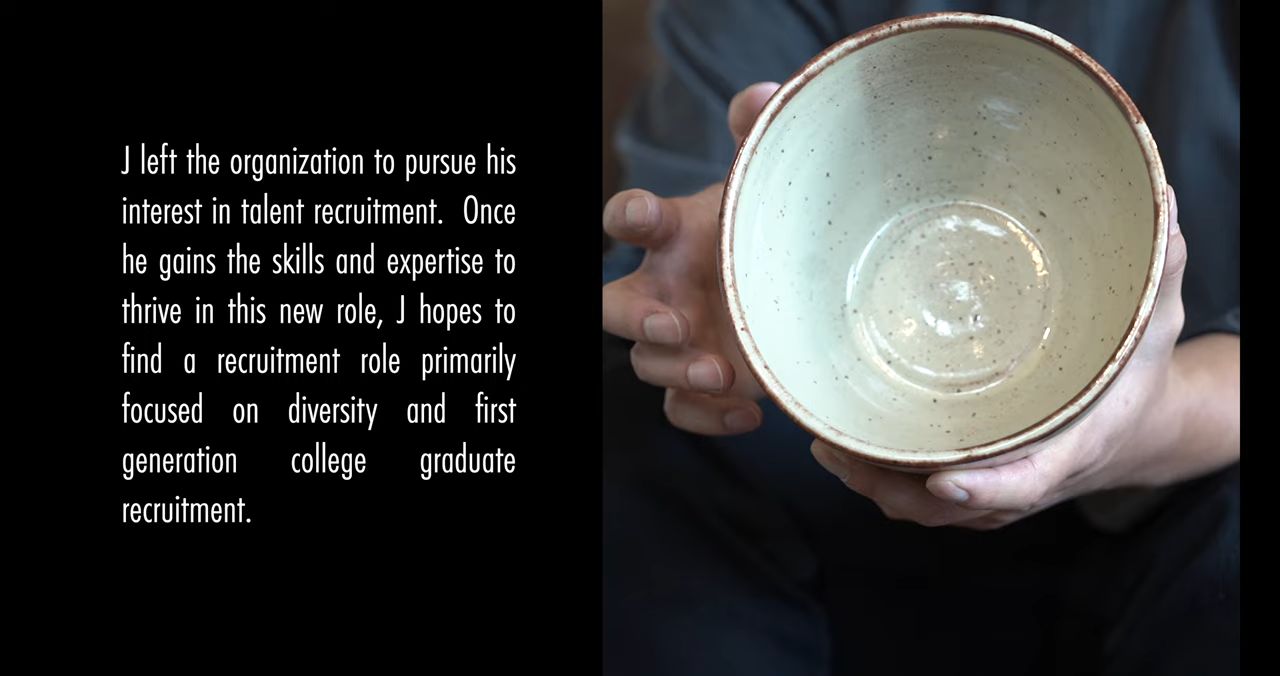 J left the organization to pursue his
interest in talent recruitment.  Once
he gains the skills and expertise to
thrive in this new role, J hopes to
find a recruitment role primarily
focused on diversity and first
generation college graduate
recruitment.